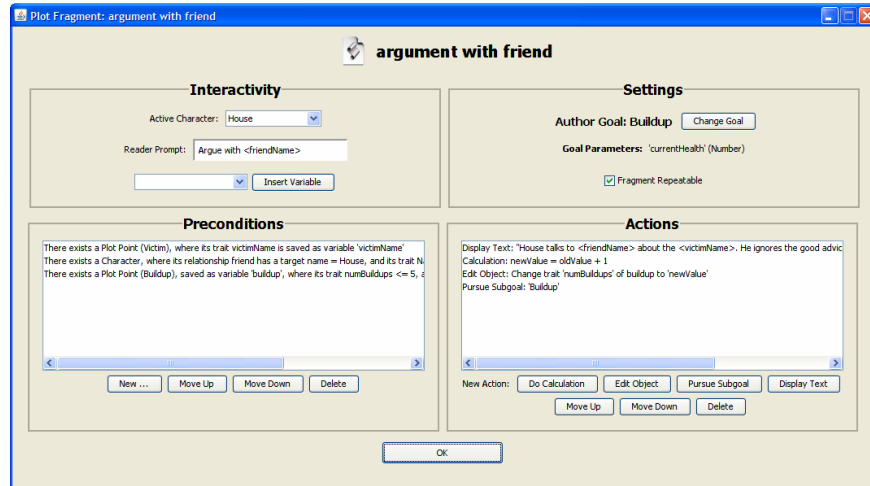 Plot Fragment: argument with friend
argument with friend
Interactivity
Active Character: House
Reader Prompt: Argue with <friendName>
Insert Variable
Settings
Author Goal: Buildup Change Goal
Goal Parameters: 'currentHealth' (Number)
Fragment Repeatable
Preconditions
There exists a Plot Point (Victim), where its trait victimName is saved as variable 'victimName'
There exists a Character, where its relationship friend has a target name = House, and its trait N
There exists a Plot Point (Buildup), saved as variable 'buildup', where its trait numBuildups <= 5, a
New ... Move Up Move Down Delete
Actions
Display Text: "House talks to <friendName> about the <victimName>. He ignores the good advic
Calculation: newValue = oldValue + 1
Edit Object: Change trait 'numBuildups' of buildup to 'newValue'
Pursue Subgoal: 'Buildup'
New Action: Do Calculation Edit Object Pursue Subgoal Display Text
Move Up Move Down Delete
OK